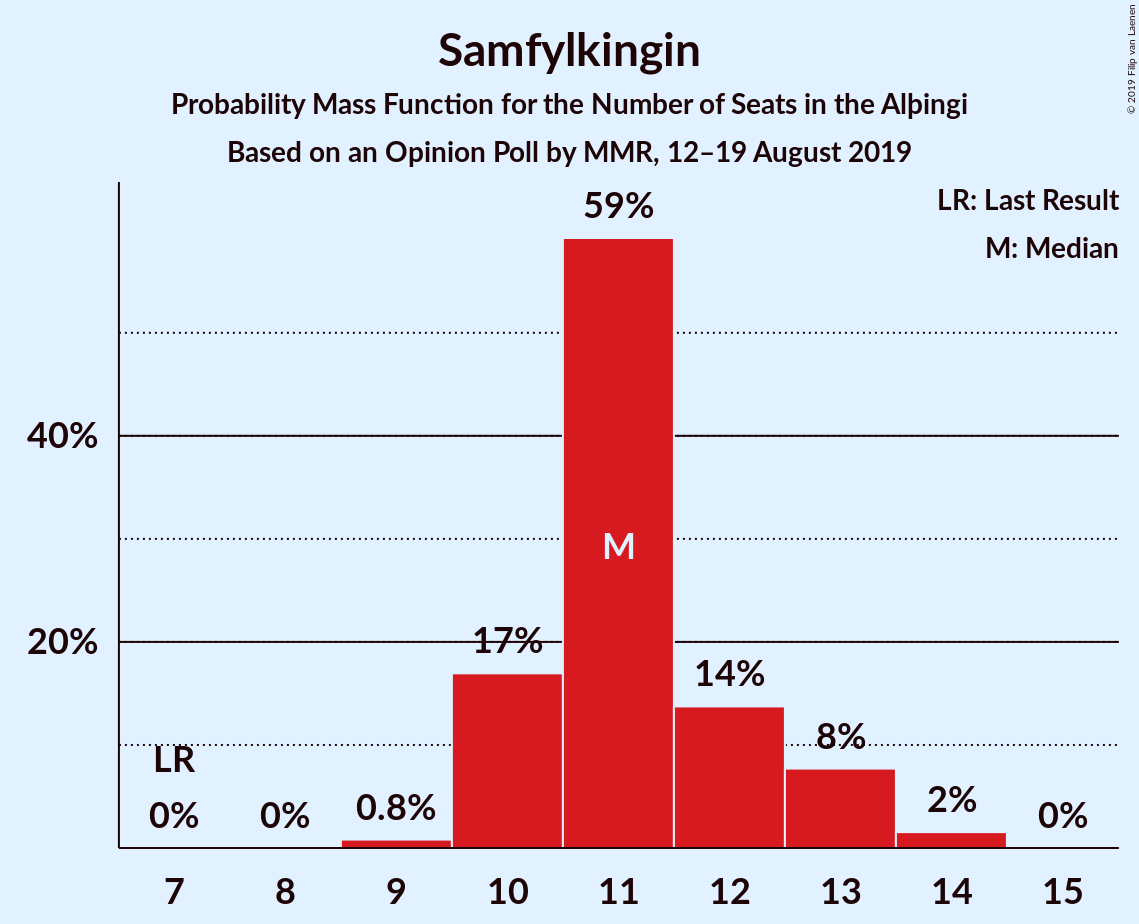 Samfylkingin
Probability Mass Function for the Number of Seats in the Alþingi
Based on an Opinion Poll by MMR, 12–19 August 2019
© 2019 Filip van Laenen
LR: Last Result
M: Median
59%
40%
M
20%
17%
14%
8%
LR
0%
0%
0.8%
2%
0%
7 8 9 10 11 12 13 14 15